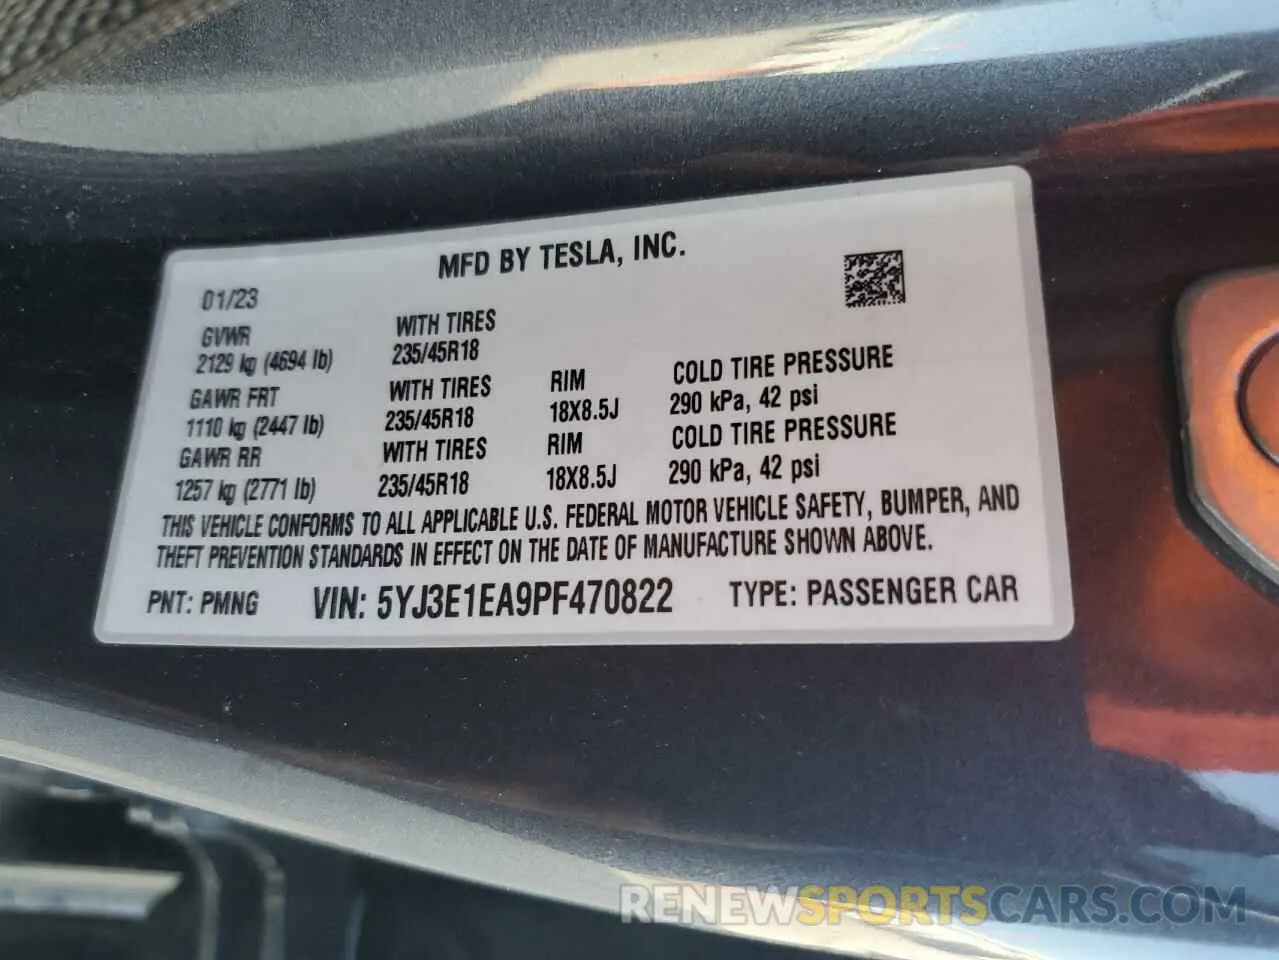 MFD BY TESLA, INC.
01/23
GVWR
2129 kg (4694 lb)
WITH TIRES
235/45R18
GAWR FRT
1110 kg (2447 lb)
WITH TIRES
235/45R18
RIM
18X8.5J
COLD TIRE PRESSURE
290 kPa, 42 psi
GAWR RR
1257 kg (2771 lb)
WITH TIRES
235/45R18
RIM
18X8.5J
COLD TIRE PRESSURE
290 kPa, 42 psi
THIS VEHICLE CONFORMS TO ALL APPLICABLE U.S. FEDERAL MOTOR VEHICLE SAFETY, BUMPER, AND
THEFT PREVENTION STANDARDS IN EFFECT ON THE DATE OF MANUFACTURE SHOWN ABOVE.
PNT: PMNG VIN: 5YJ3E1EA9PF470822 TYPE: PASSENGER CAR
RENEWSPORTSCARS.COM